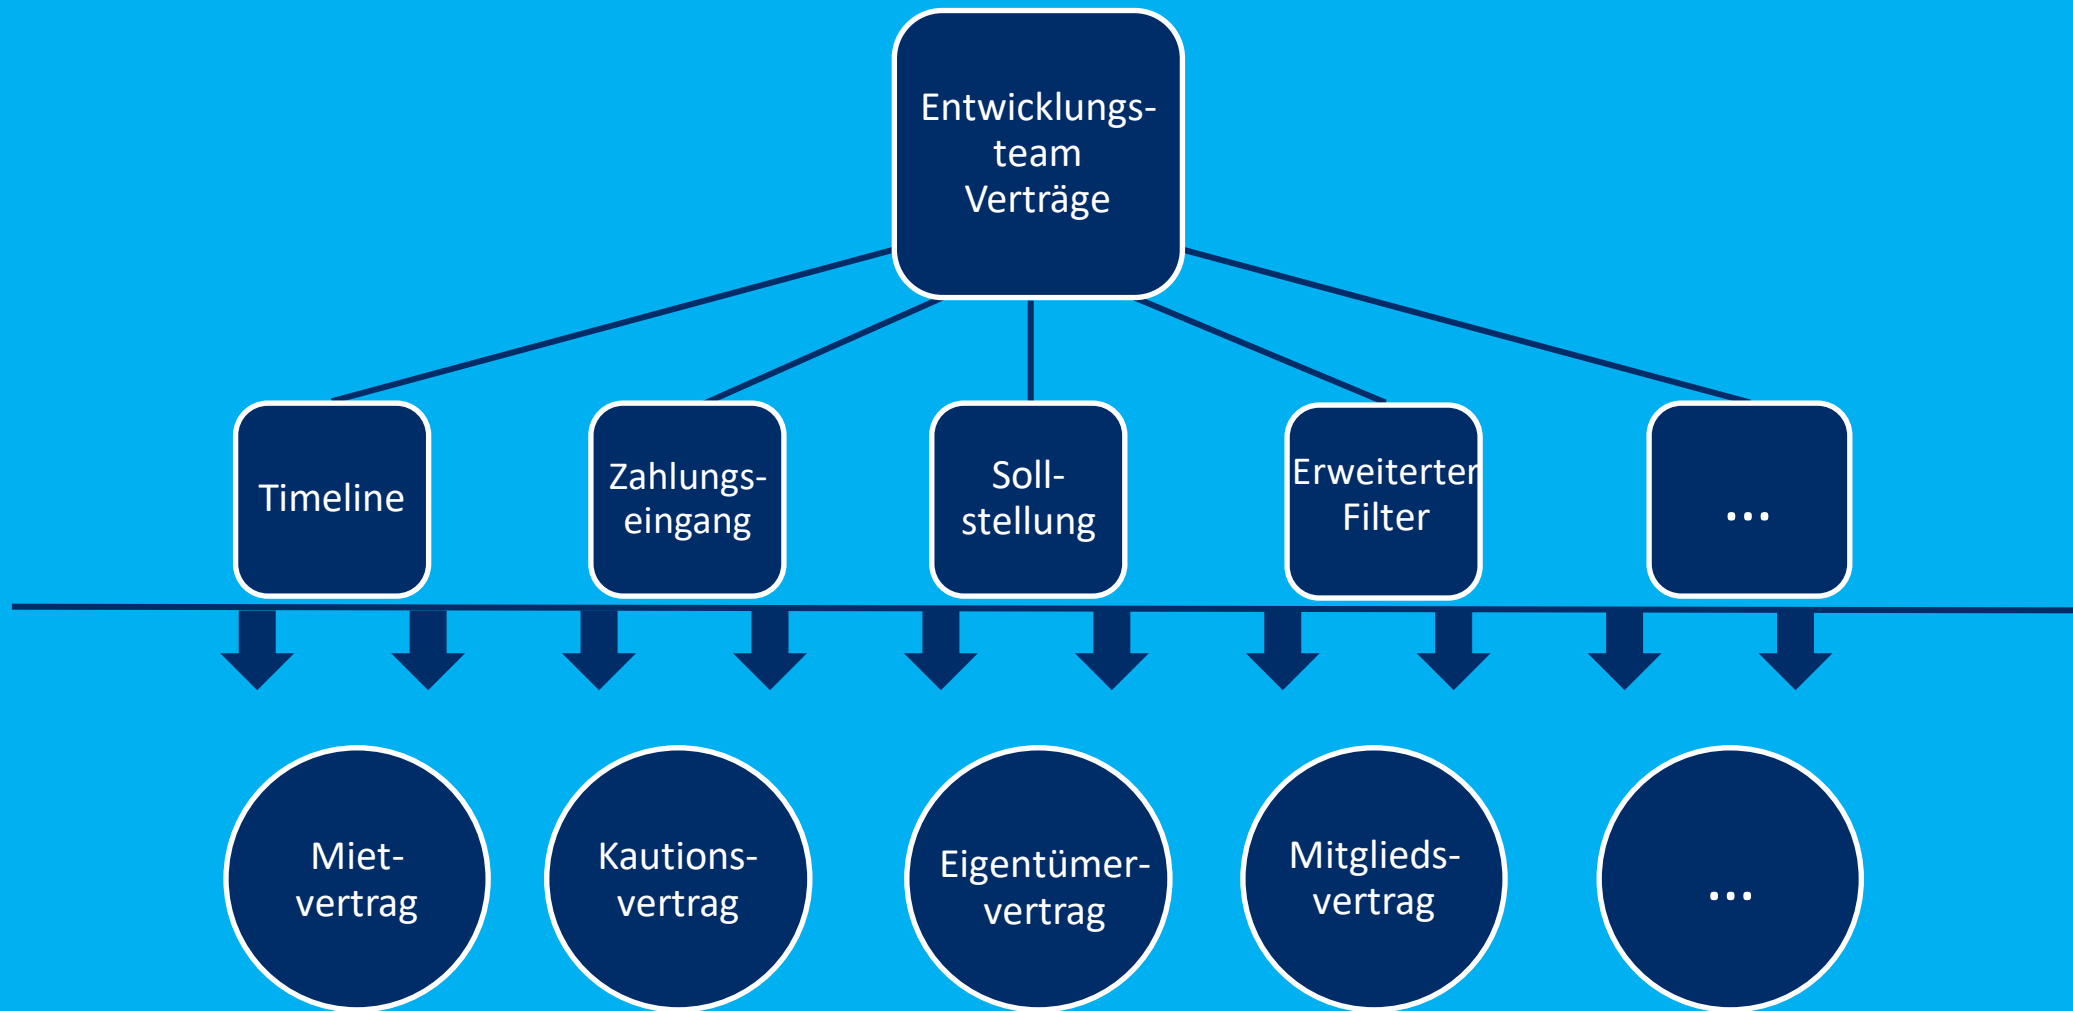 Entwicklungs-
team
Verträge
Timeline
Zahlungs-
eingang
Soll-
stellung
Erweiterter
Filter
...
Miet-
vertrag
Kautions-
vertrag
Eigentümer-
vertrag
Mitglieds-
vertrag
...